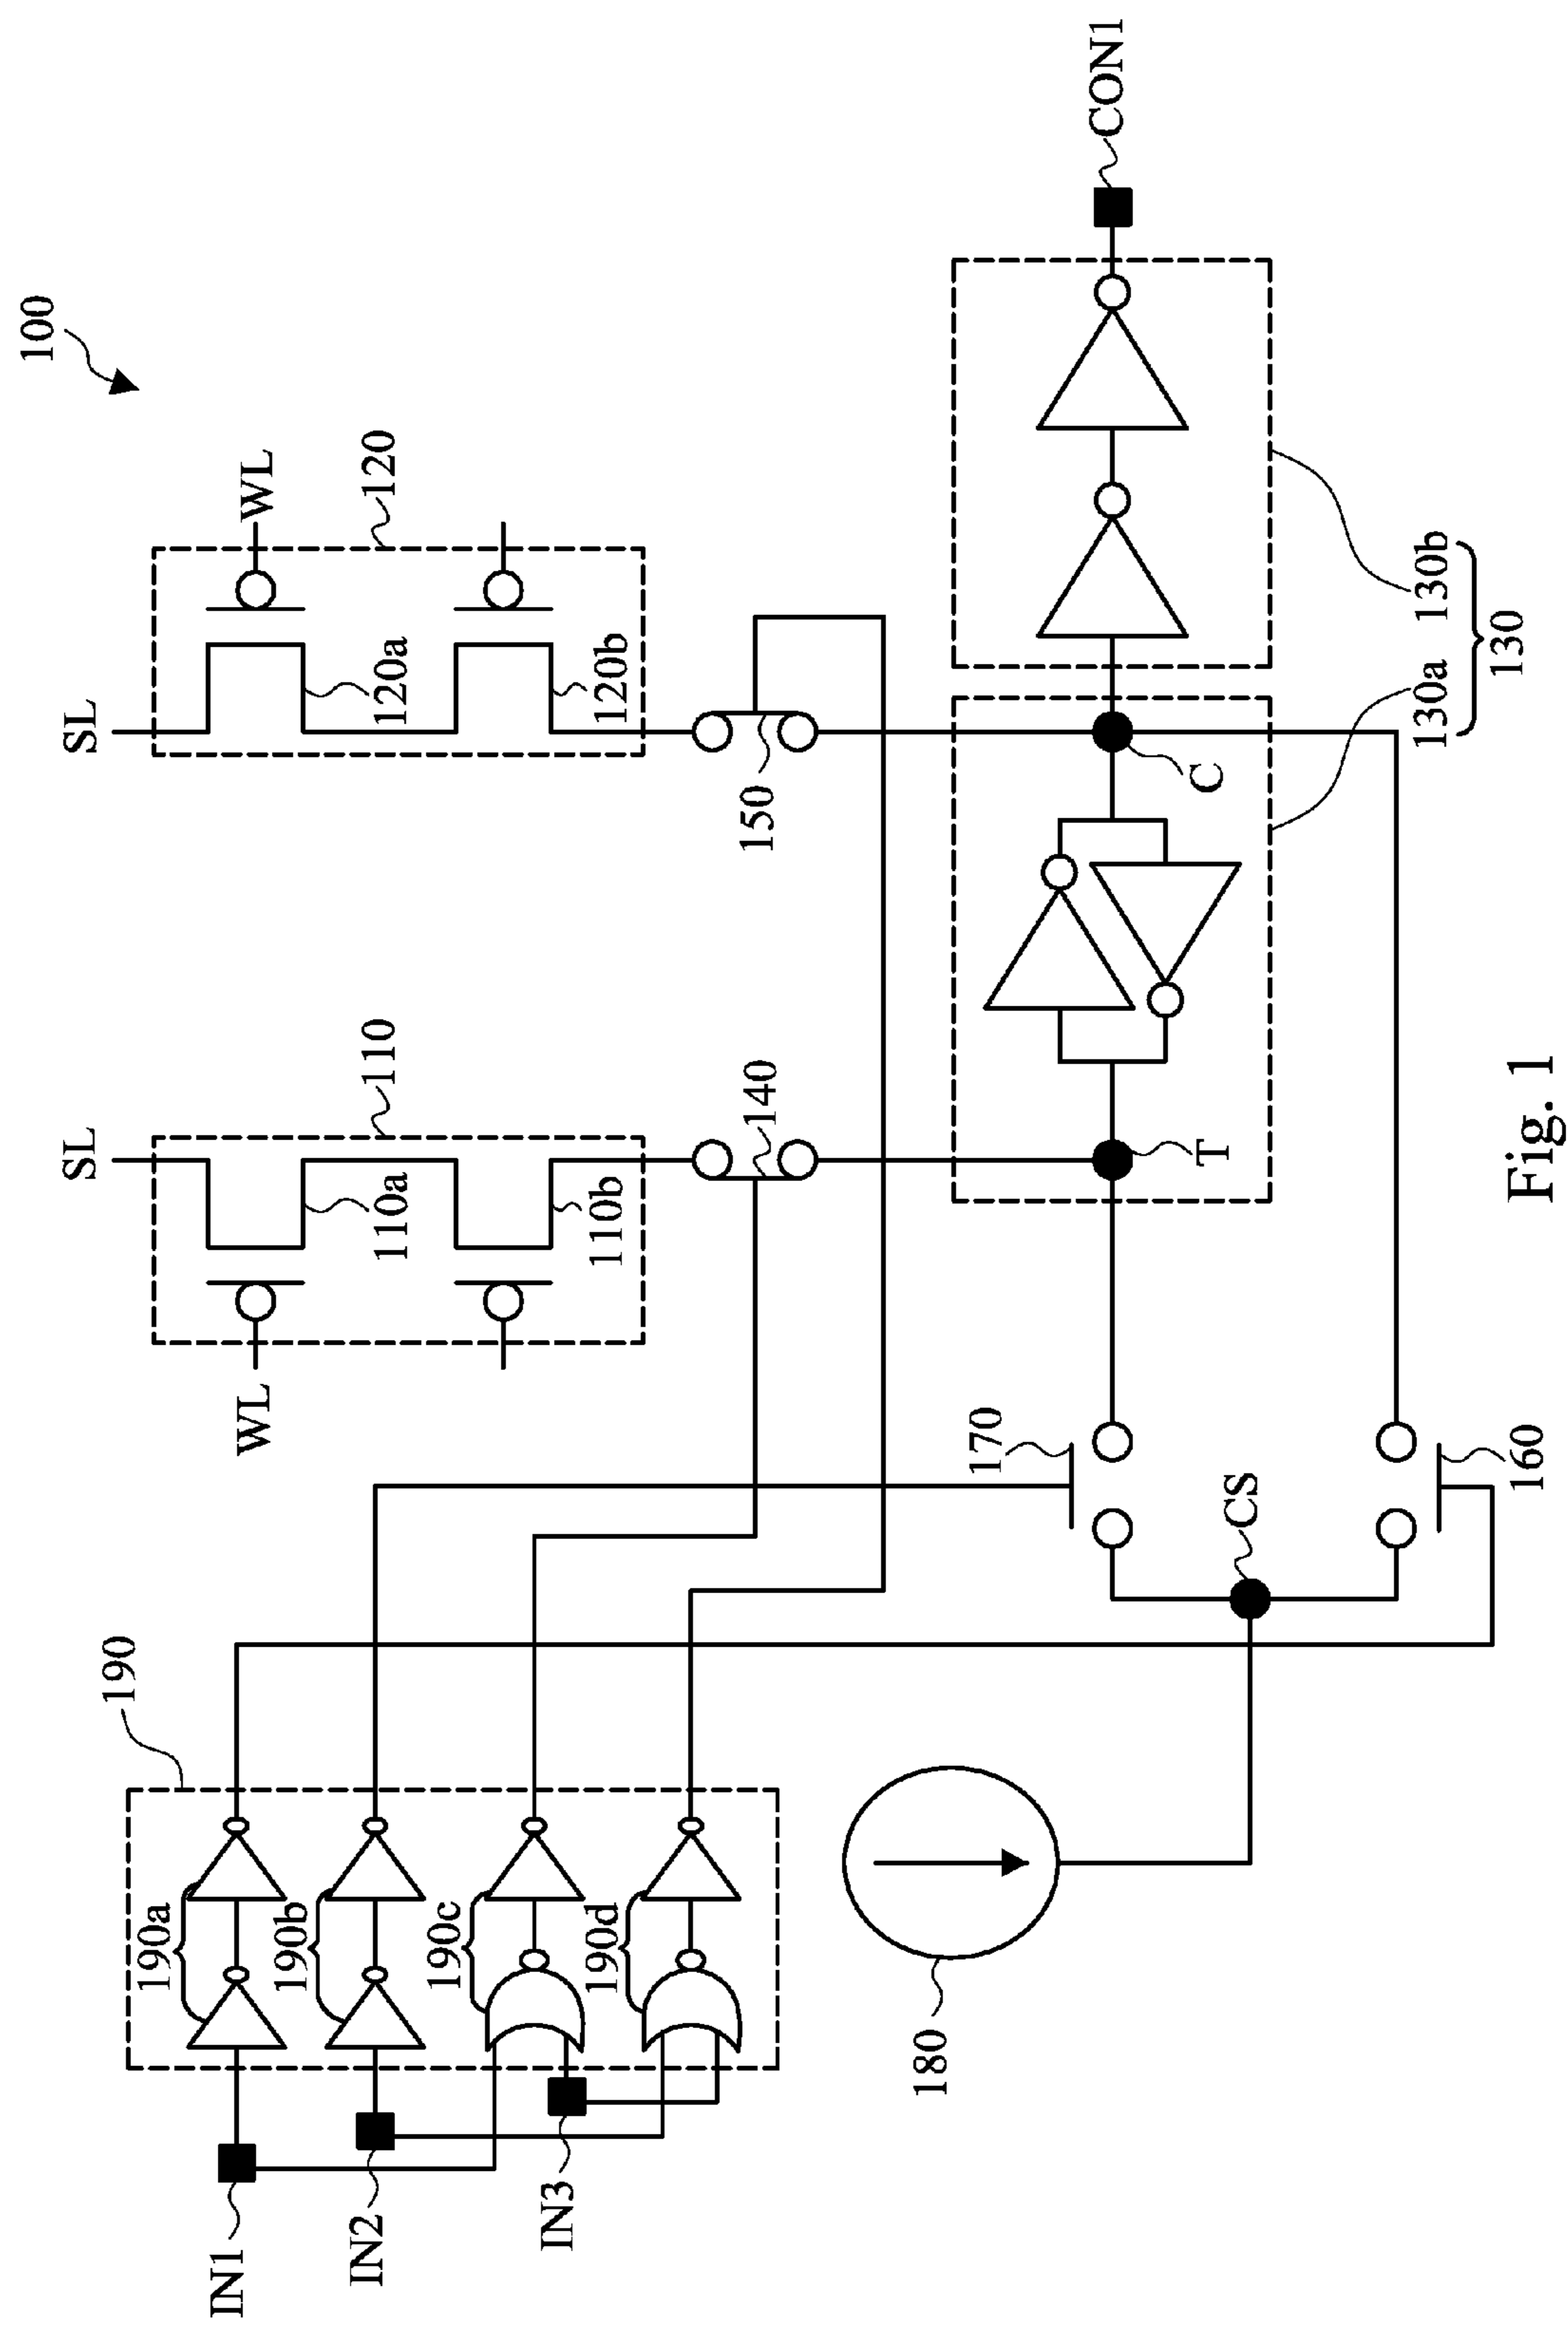 100
SL
SL
WL
WL
110a
110b
110
120a
120b
120
140
150
190
190a
190b
190c
190d
IN1
IN2
IN3
170
160
CS
180
T
C
CON1
130a
130b
130
Fig. 1